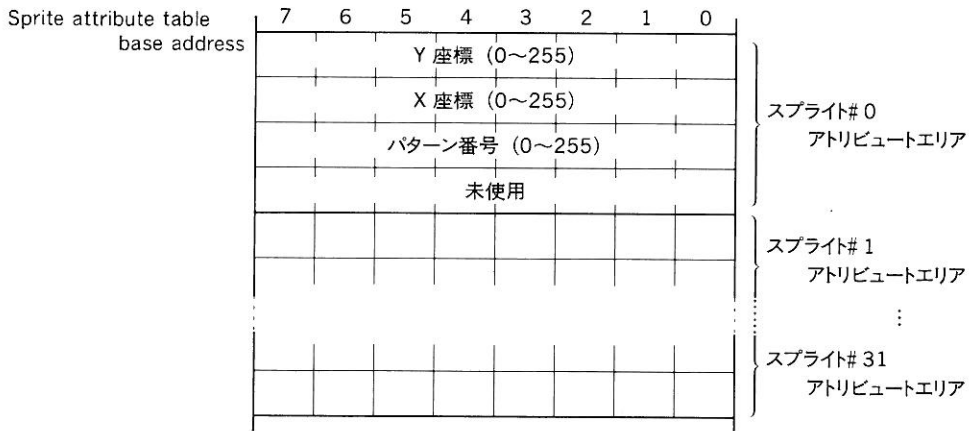 Sprite attribute table
base address
7 6 5 4 3 2 1 0
Y 座標 (0～255)
X 座標 (0～255)
パターン番号 (0～255)
未使用
スプライト# 0
アトリビュートエリア
スプライト# 1
アトリビュートエリア
⋮
スプライト# 31
アトリビュートエリア